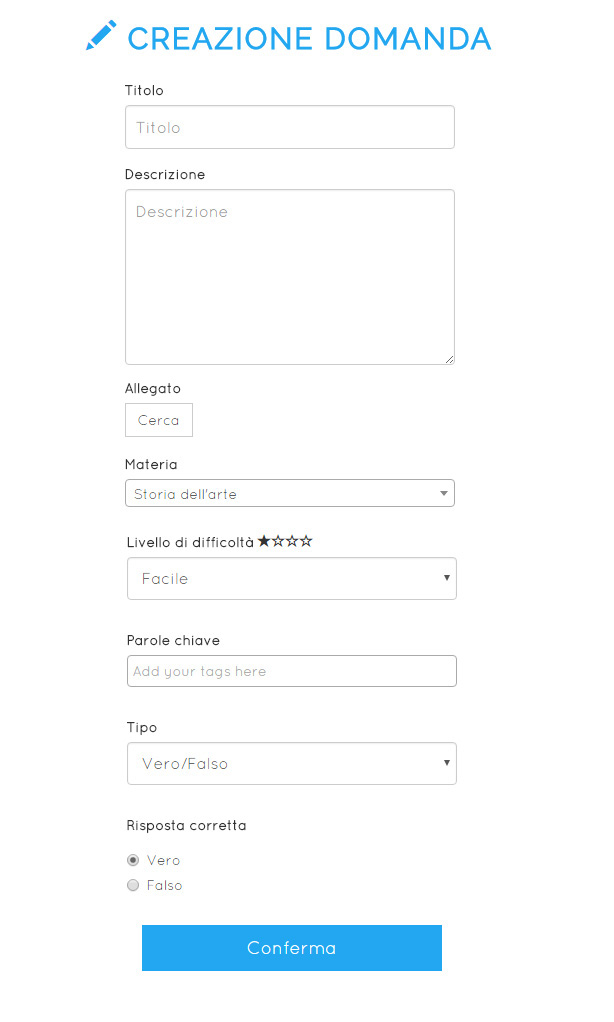 CREAZIONE DOMANDA
Titolo
Titolo
Descrizione
Descrizione
Allegato
Cerca
Materia
Storia dell'arte
Livello di difficoltà ★☆☆☆
Facile
Parole chiave
Add your tags here
Tipo
Vero/Falso
Risposta corretta
Vero
Falso
Conferma